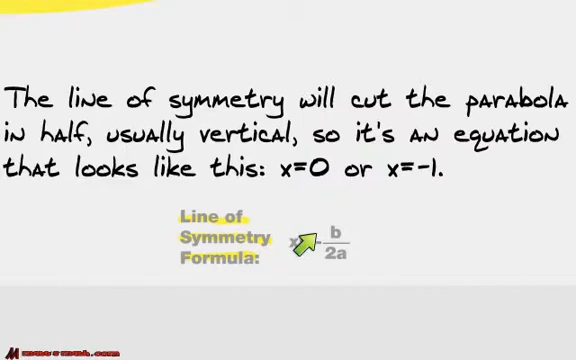 The line of symmetry will cut the parabola
in half, usually vertical, so it's an equation
that looks like this: x=0 or x=-1.
Line of
Symmetry
Formula:
x - b/2a